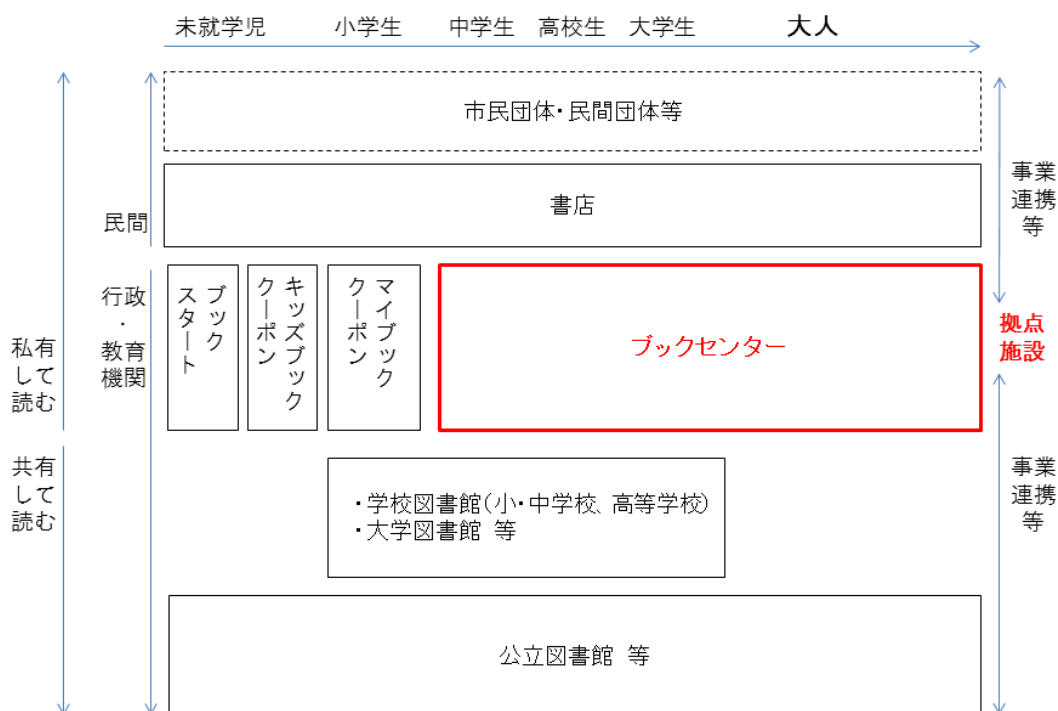 未就学児 小学生 中学生 高校生 大学生 大人
市民団体・民間団体等
書店
民間
事業
連携
等
行政
・
教育
機関
ブック
スタート
キッズブック
クーポン
マイブック
クーポン
ブックセンター
拠点
施設
私有
して
読む
共有
して
読む
・学校図書館(小・中学校、高等学校)
・大学図書館 等
事業
連携
等
公立図書館 等